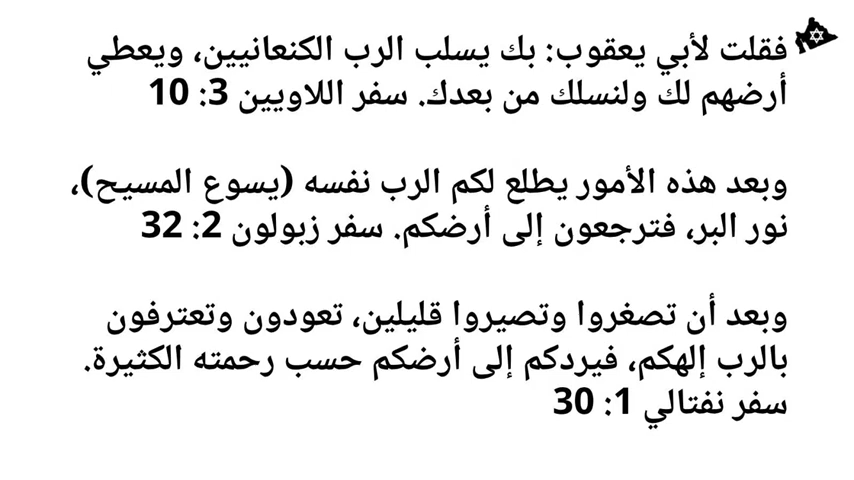 فقلت لأبي يعقوب: بك يسلب الرب الكنعانيين، ويعطي
أرضهم لك ولنسلك من بعدك. سفر اللاويين 3: 10
وبعد هذه الأمور يطلع لكم الرب نفسه (يسوع المسيح)،
نور البر، فترجعون إلى أرضكم. سفر زبولون 2: 32
وبعد أن تصغروا وتصيروا قليلين، تعودون وتعترفون
بالرب إلهكم، فيردكم إلى أرضكم حسب رحمته الكثيرة.
سفر نفتالي 1: 30